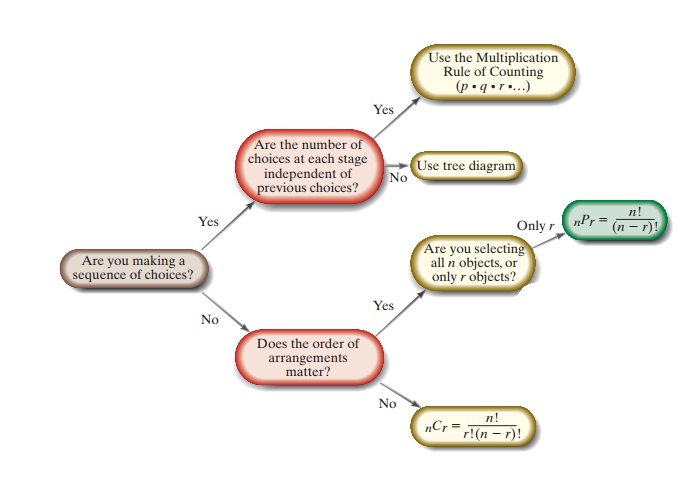 Use the Multiplication
Rule of Counting
(p • q • r •…)
Yes
Are the number of
choices at each stage
independent of
previous choices?
No
Use tree diagram
Yes
Only r
nPr = n!
(n − r)!
Are you making a
sequence of choices?
Are you selecting
all n objects, or
only r objects?
Yes
No
Does the order of
arrangements
matter?
No
nCr = n!
r!(n − r)!